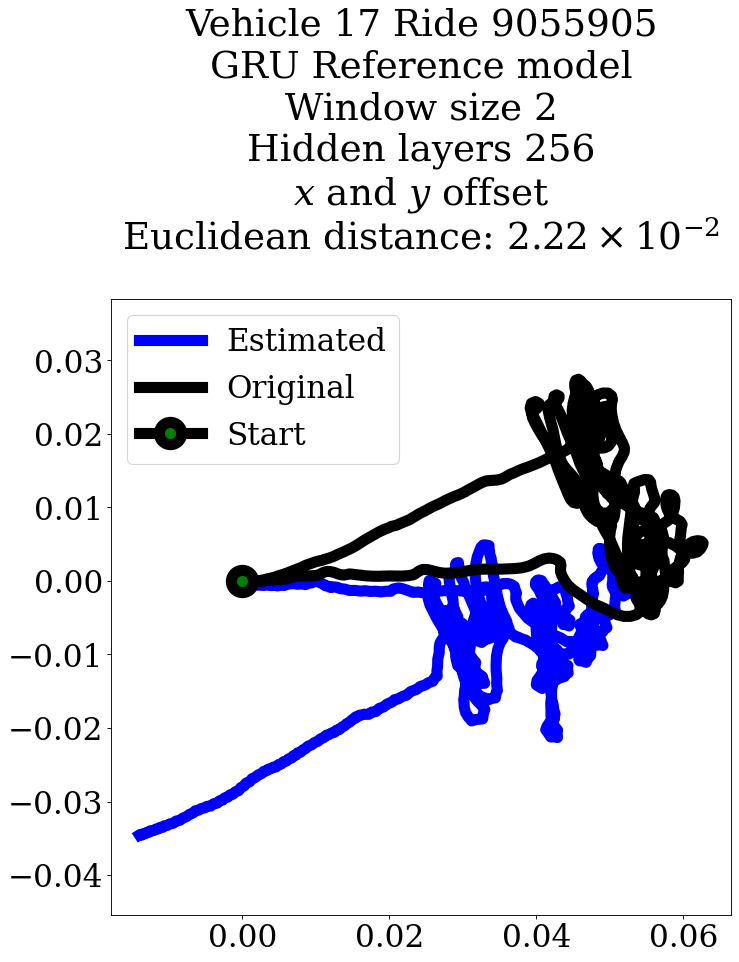 Vehicle 17 Ride 9055905
GRU Reference model
Window size 2
Hidden layers 256
x and y offset
Euclidean distance: 2.22 × 10⁻²
Estimated
Original
Start
0.03
0.02
0.01
0.00
−0.01
−0.02
−0.03
−0.04
0.00 0.02 0.04 0.06